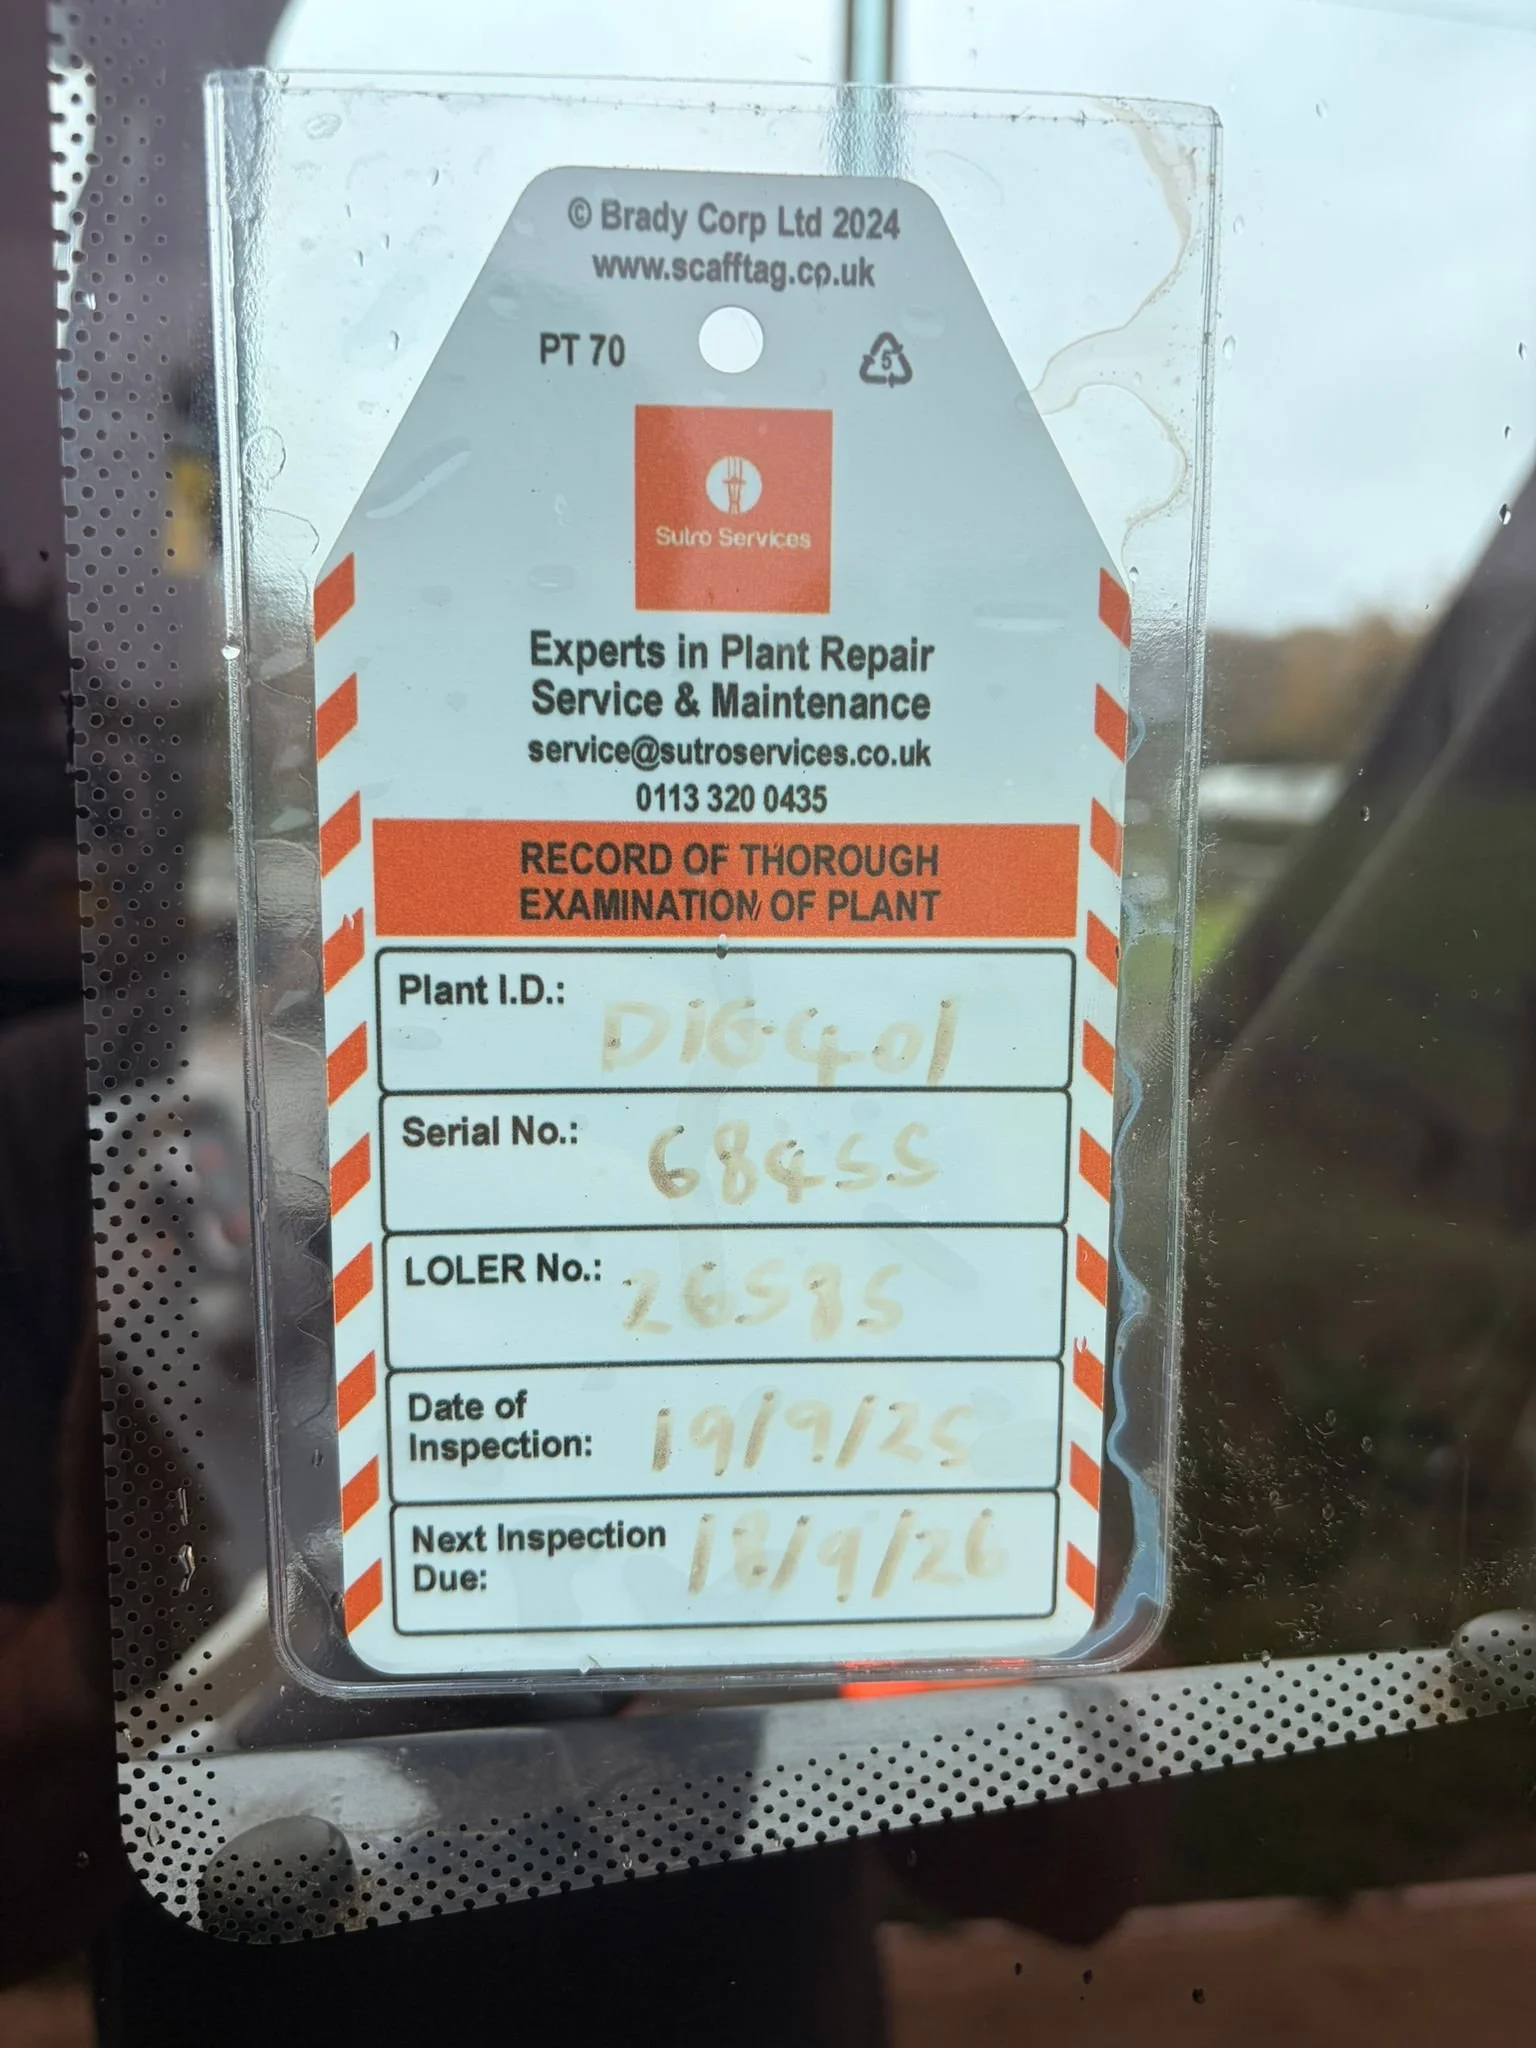 © Brady Corp Ltd 2024
www.scafftag.co.uk
PT 70
5
Sutro Services
Experts in Plant Repair
Service & Maintenance
service@sutroservices.co.uk
0113 320 0435
RECORD OF THOROUGH
EXAMINATION OF PLANT
Plant I.D.: DIG401
Serial No.: 68455
LOLER No.: 26585
Date of
Inspection: 19/9/25
Next Inspection
Due: 18/9/26